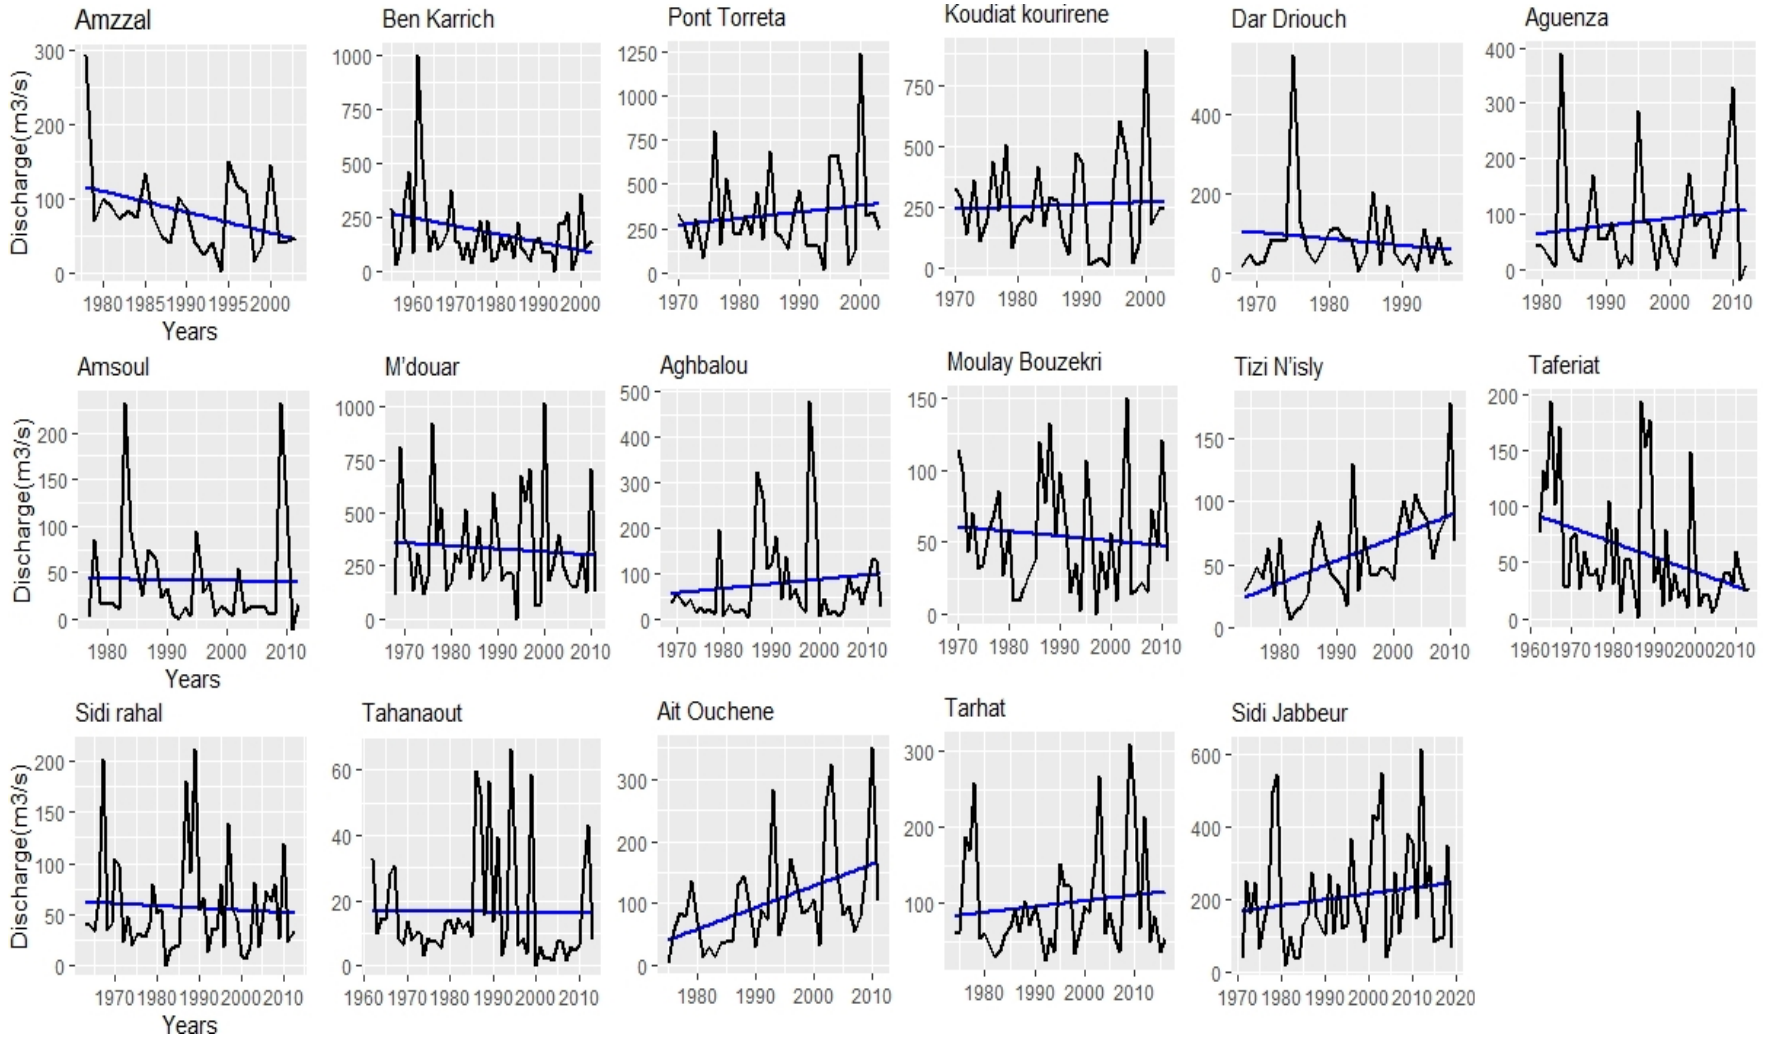 Amzzal
Ben Karrich
Pont Torreta
Koudiat kourirene
Dar Driouch
Aguenza
Discharge(m3/s)
300
200
100
0
1980 1985 1990 1995 2000
Years
1000
750
500
250
0
1960 1970 1980 1990 2000
1250
1000
750
500
250
0
1970 1980 1990 2000
750
500
250
0
1970 1980 1990 2000
400
200
0
1970 1980 1990
400
300
200
100
0
1980 1990 2000 2010
Amsoul
M'douar
Aghbalou
Moulay Bouzekri
Tizi N'isly
Taferiat
Discharge(m3/s)
200
150
100
50
0
1980 1990 2000 2010
Years
1000
750
500
250
0
1970 1980 1990 2000 2010
500
400
300
200
100
0
1970 1980 1990 2000 2010
150
100
50
0
1970 1980 1990 2000 2010
150
100
50
0
1980 1990 2000 2010
200
150
100
50
0
1960 1970 1980 1990 2000 2010
Sidi rahal
Tahanaout
Ait Ouchene
Tarhat
Sidi Jabbeur
Discharge(m3/s)
200
150
100
50
0
1970 1980 1990 2000 2010
Years
60
40
20
0
1960 1970 1980 1990 2000 2010
300
200
100
0
1980 1990 2000 2010
300
200
100
1980 1990 2000 2010
600
400
200
0
1970 1980 1990 2000 2010 2020